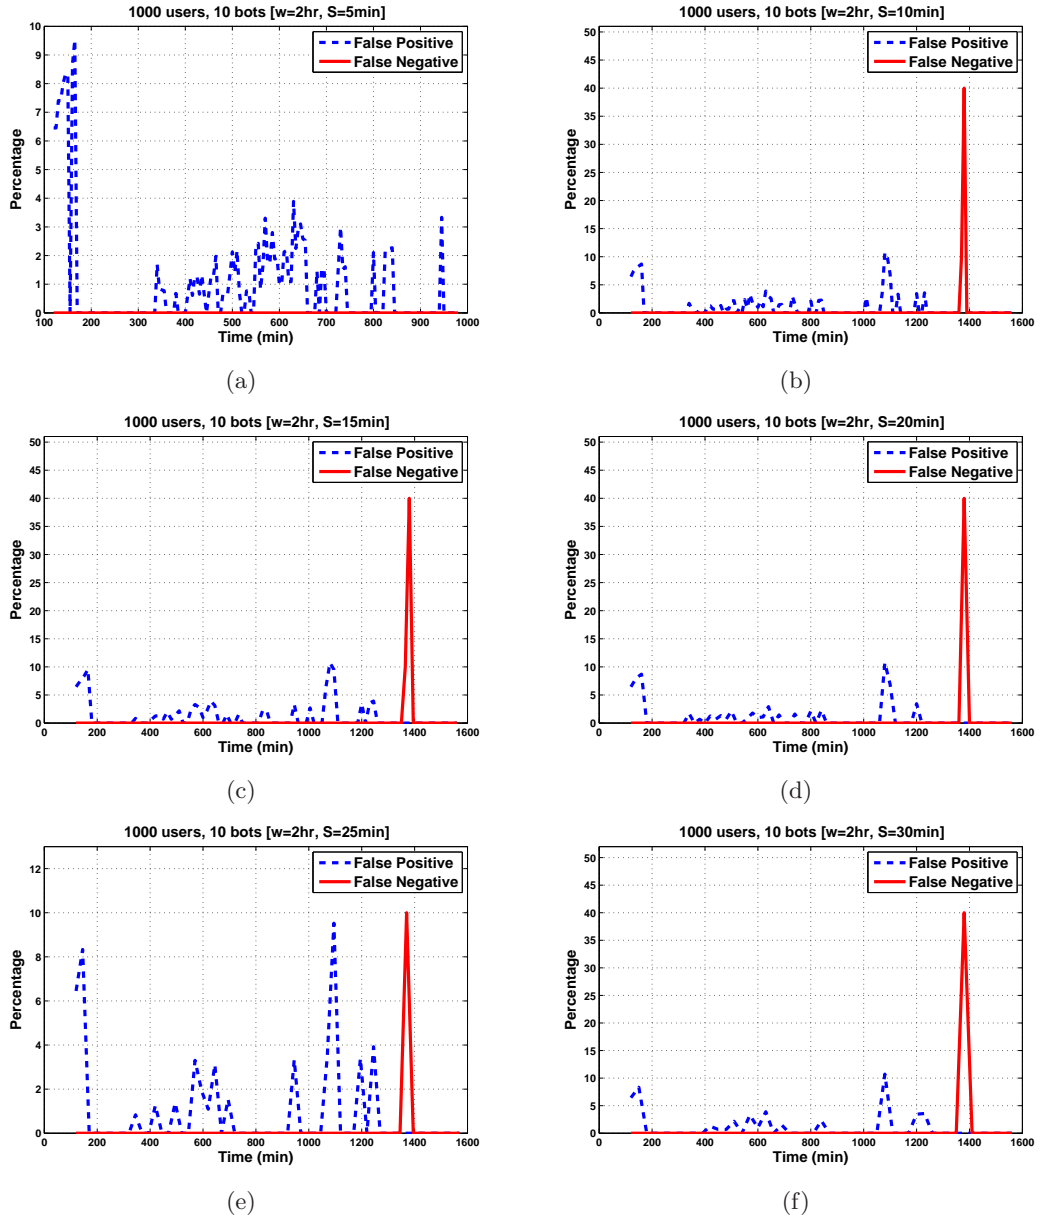 1000 users, 10 bots [w=2hr, S=5min]
10
9
8
7
6
5
4
3
2
1
0
Percentage
False Positive
False Negative
100 200 300 400 500 600 700 800 900 1000
Time (min)
(a)
1000 users, 10 bots [w=2hr, S=10min]
50
45
40
35
30
25
20
15
10
5
0
Percentage
False Positive
False Negative
0 200 400 600 800 1000 1200 1400 1600
Time (min)
(b)
1000 users, 10 bots [w=2hr, S=15min]
50
45
40
35
30
25
20
15
10
5
0
Percentage
False Positive
False Negative
0 200 400 600 800 1000 1200 1400 1600
Time (min)
(c)
1000 users, 10 bots [w=2hr, S=20min]
50
45
40
35
30
25
20
15
10
5
0
Percentage
False Positive
False Negative
0 200 400 600 800 1000 1200 1400 1600
Time (min)
(d)
1000 users, 10 bots [w=2hr, S=25min]
12
10
8
6
4
2
0
Percentage
False Positive
False Negative
0 200 400 600 800 1000 1200 1400 1600
Time (min)
(e)
1000 users, 10 bots [w=2hr, S=30min]
50
45
40
35
30
25
20
15
10
5
0
Percentage
False Positive
False Negative
0 200 400 600 800 1000 1200 1400 1600
Time (min)
(f)